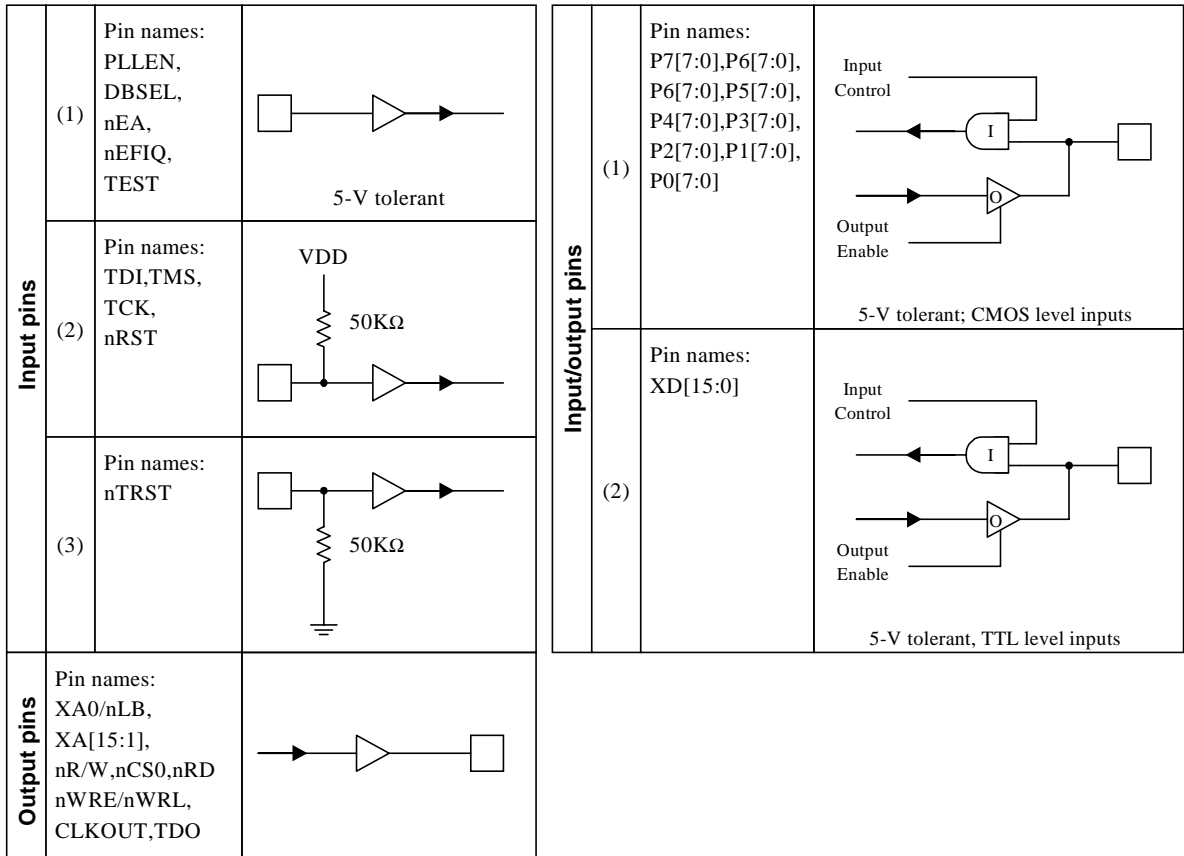 Input pins
(1)
Pin names:
PLLEN,
DBSEL,
nEA,
nEFIQ,
TEST
5-V tolerant
(2)
Pin names:
TDI,TMS,
TCK,
nRST
VDD
50KΩ
(3)
Pin names:
nTRST
50KΩ
Output pins
Pin names:
XA0/nLB,
XA[15:1],
nR/W,nCS0,nRD
nWRE/nWRL,
CLKOUT,TDO
Input/output pins
(1)
Pin names:
P7[7:0],P6[7:0],
P6[7:0],P5[7:0],
P4[7:0],P3[7:0],
P2[7:0],P1[7:0],
P0[7:0]
Input
Control
I
O
Output
Enable
5-V tolerant; CMOS level inputs
(2)
Pin names:
XD[15:0]
Input
Control
I
O
Output
Enable
5-V tolerant, TTL level inputs